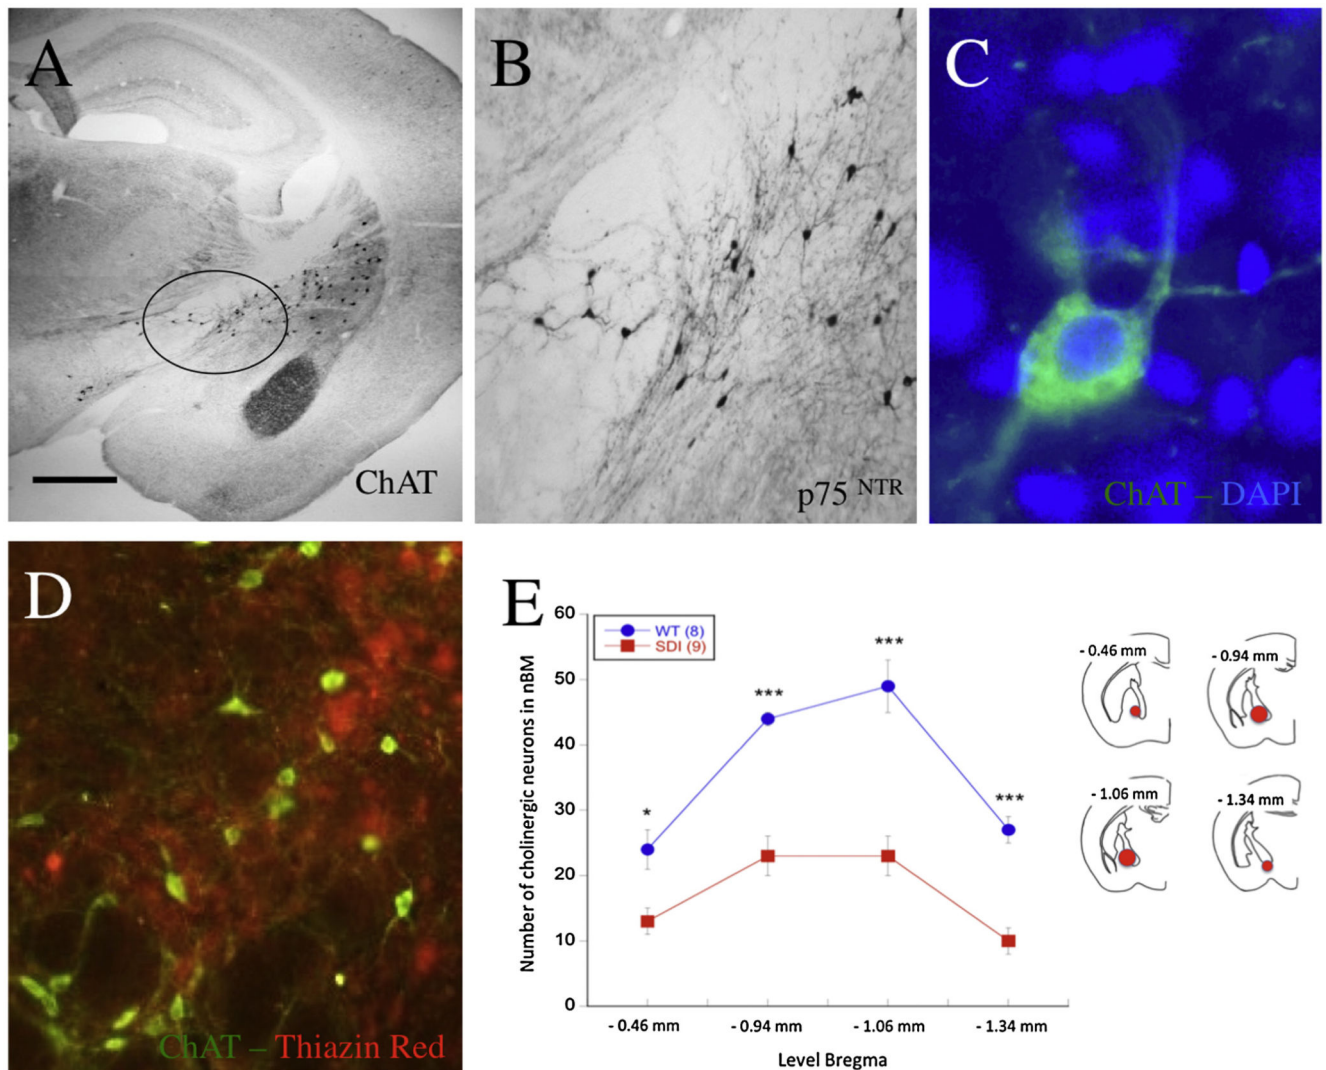 A
ChAT
B
p75 NTR
C
ChAT – DAPI
D
ChAT – Thiazin Red
E
60
50
40
30
20
10
0
Number of cholinergic neurons in nBM
WT (8)
SDI (9)
*
***
***
***
- 0.46 mm
- 0.94 mm
- 1.06 mm
- 1.34 mm
Level Bregma
- 0.46 mm
- 0.94 mm
- 1.06 mm
- 1.34 mm